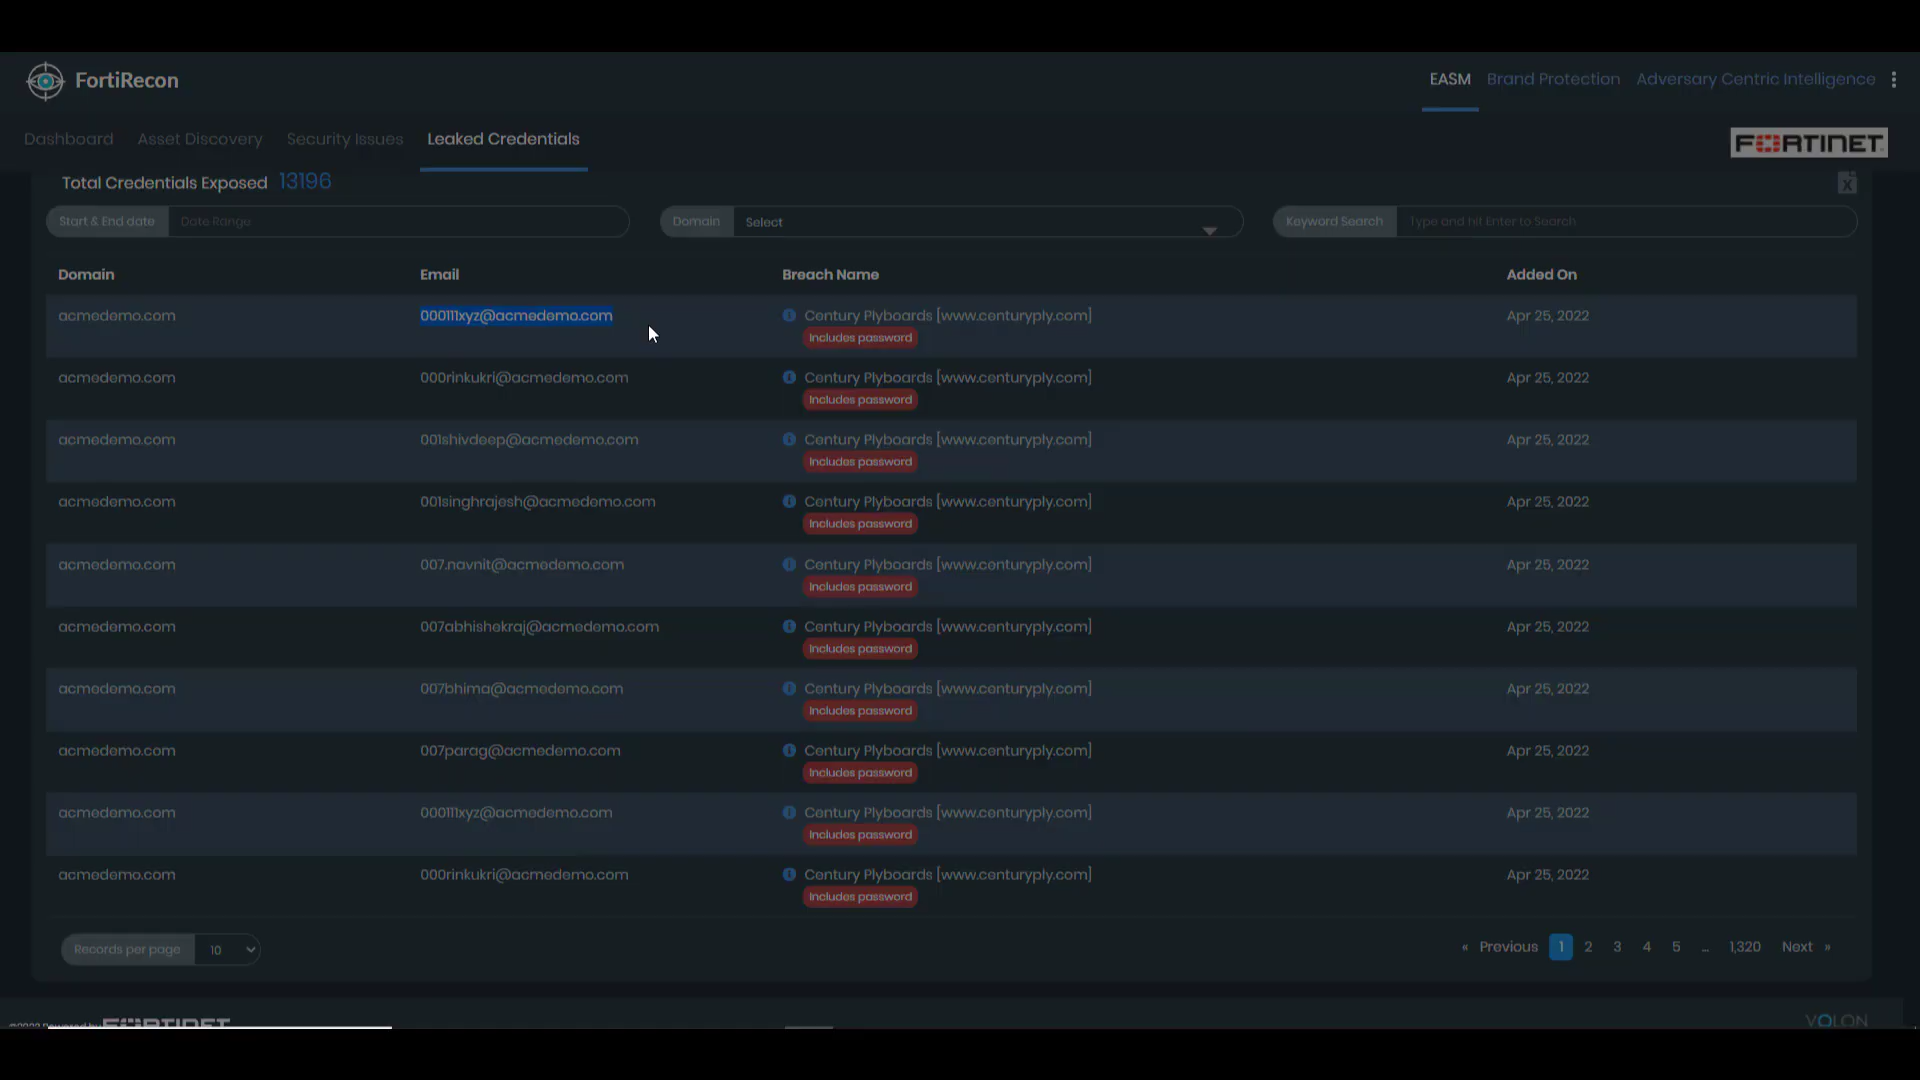 FortiRecon
EASM Brand Protection Adversary Centric Intelligence
Dashboard Asset Discovery Security Issues Leaked Credentials
FORTINET
Total Credentials Exposed 13196
Start & End date Date Range Domain Select Keyword Search Type and hit Enter to Search
Domain Email Breach Name Added On
acmedemo.com 000111xyz@acmedemo.com Century Plyboards [www.centuryply.com] Apr 25, 2022
Includes password
acmedemo.com 000rinkukri@acmedemo.com Century Plyboards [www.centuryply.com] Apr 25, 2022
Includes password
acmedemo.com 001shivdeep@acmedemo.com Century Plyboards [www.centuryply.com] Apr 25, 2022
Includes password
acmedemo.com 001singhrajesh@acmedemo.com Century Plyboards [www.centuryply.com] Apr 25, 2022
Includes password
acmedemo.com 007.navnit@acmedemo.com Century Plyboards [www.centuryply.com] Apr 25, 2022
Includes password
acmedemo.com 007abhishekraj@acmedemo.com Century Plyboards [www.centuryply.com] Apr 25, 2022
Includes password
acmedemo.com 007bhima@acmedemo.com Century Plyboards [www.centuryply.com] Apr 25, 2022
Includes password
acmedemo.com 007parag@acmedemo.com Century Plyboards [www.centuryply.com] Apr 25, 2022
Includes password
acmedemo.com 000111xyz@acmedemo.com Century Plyboards [www.centuryply.com] Apr 25, 2022
Includes password
acmedemo.com 000rinkukri@acmedemo.com Century Plyboards [www.centuryply.com] Apr 25, 2022
Includes password
Records per page 10 « Previous 1 2 3 4 5 ... 1,320 Next »
Powered by FORTINET VOLON